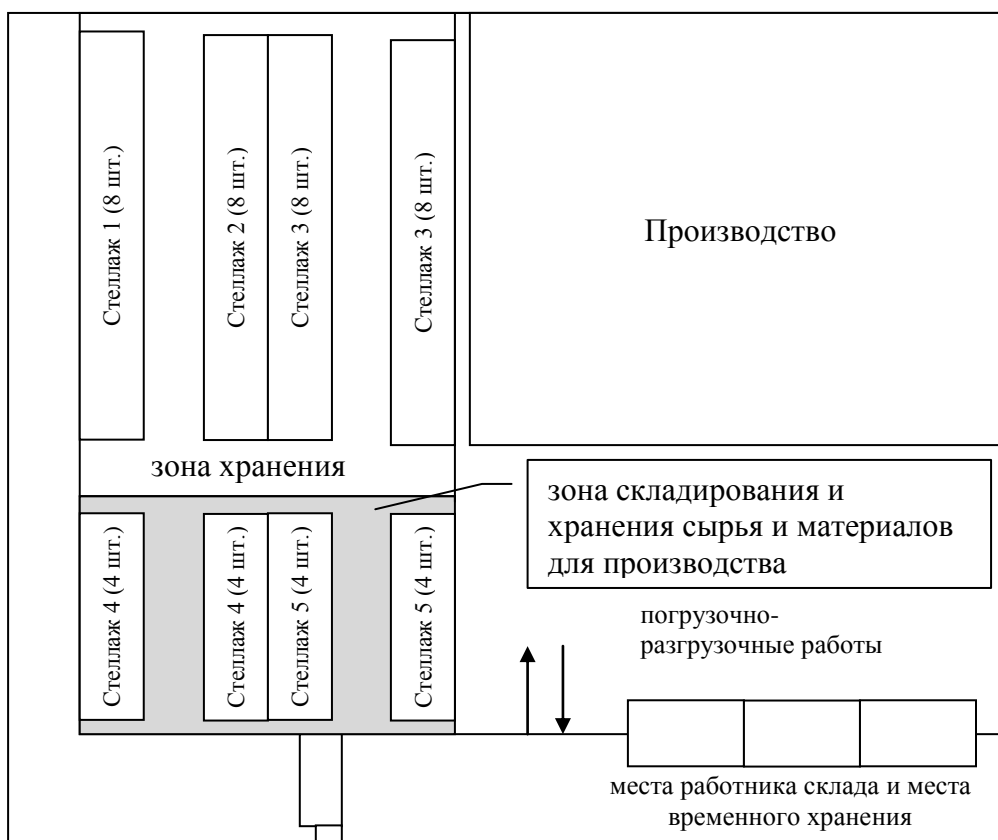 Стеллаж 1 (8 шт.)
Стеллаж 2 (8 шт.)
Стеллаж 3 (8 шт.)
Стеллаж 3 (8 шт.)
Производство
зона хранения
зона складирования и
хранения сырья и материалов
для производства
Стеллаж 4 (4 шт.)
Стеллаж 4 (4 шт.)
Стеллаж 5 (4 шт.)
Стеллаж 5 (4 шт.)
погрузочно-
разгрузочные работы
места работника склада и места
временного хранения